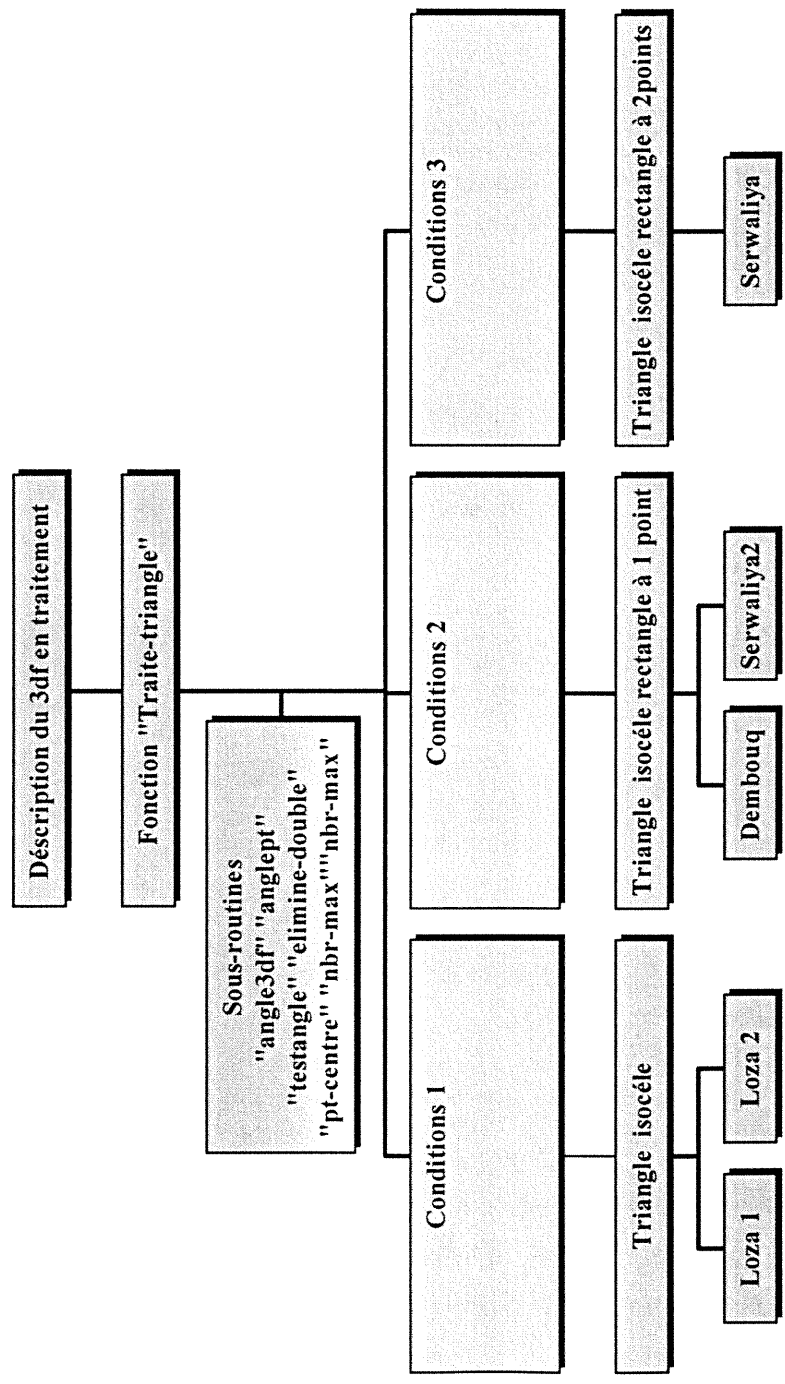 Déscription du 3df en traitement
Fonction "Traite-triangle"
Sous-routines
"angle3df" "anglept"
"testangle" "elimine-double"
"pt-centre" "nbr-max""nbr-max"
Conditions 1
Conditions 2
Conditions 3
Triangle isocéle
Triangle isocéle rectangle à 1 point
Triangle isocéle rectangle à 2points
Loza 1
Loza 2
Dembouq
Serwaliya2
Serwaliya